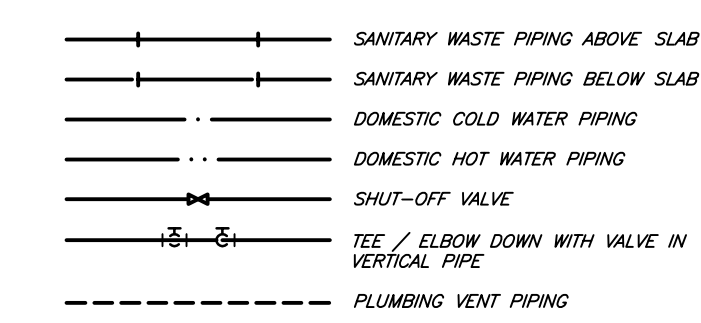 SANITARY WASTE PIPING ABOVE SLAB
SANITARY WASTE PIPING BELOW SLAB
DOMESTIC COLD WATER PIPING
DOMESTIC HOT WATER PIPING
SHUT-OFF VALVE
TEE / ELBOW DOWN WITH VALVE IN
VERTICAL PIPE
PLUMBING VENT PIPING